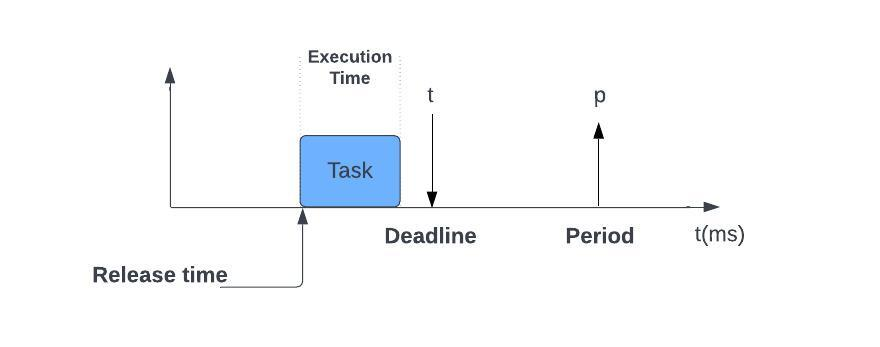 Execution
Time
t
p
Task
Deadline
Period
t(ms)
Release time